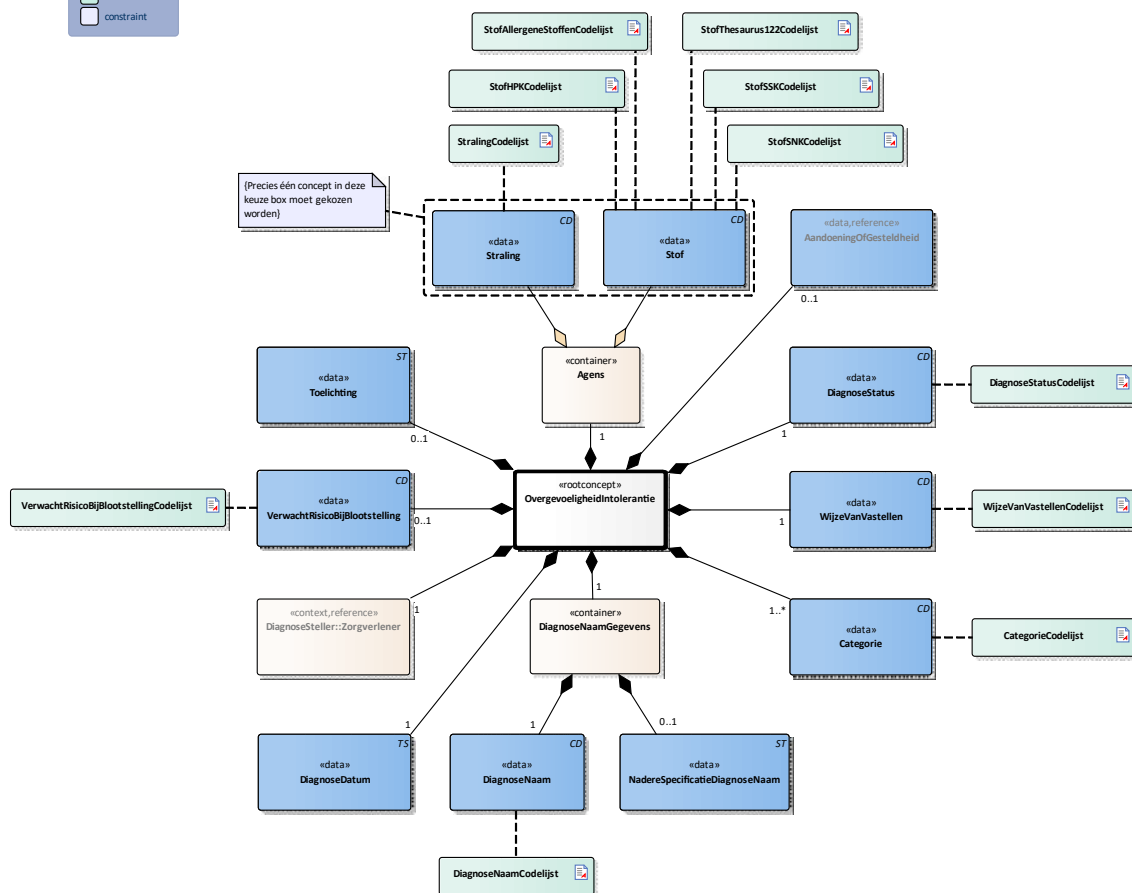 constraint
StofAllergeneStoffenCodelijst
StofThesaurus122Codelijst
StofHPKCodelijst
StofSSKCodelijst
StralingCodelijst
StofSNKCodelijst
{Precies één concept in deze
keuze box moet gekozen
worden}
CD
«data»
Straling
CD
«data»
Stof
«data,reference»
AandoeningOfGesteldheid
0..1
ST
«data»
Toelichting
0..1
«container»
Agens
1
CD
«data»
DiagnoseStatus
1
DiagnoseStatusCodelijst
VerwachtRisicoBijBlootstellingCodelijst
CD
«data»
VerwachtRisicoBijBlootstelling
0..1
«rootconcept»
OvergevoeligheidIntolerantie
CD
«data»
WijzeVanVastellen
1
WijzeVanVastellenCodelijst
«context,reference»
DiagnoseSteller::Zorgverlener
1
«container»
DiagnoseNaamGegevens
1
CD
«data»
Categorie
1..*
CategorieCodelijst
TS
«data»
DiagnoseDatum
1
CD
«data»
DiagnoseNaam
1
ST
«data»
NadereSpecificatieDiagnoseNaam
0..1
DiagnoseNaamCodelijst